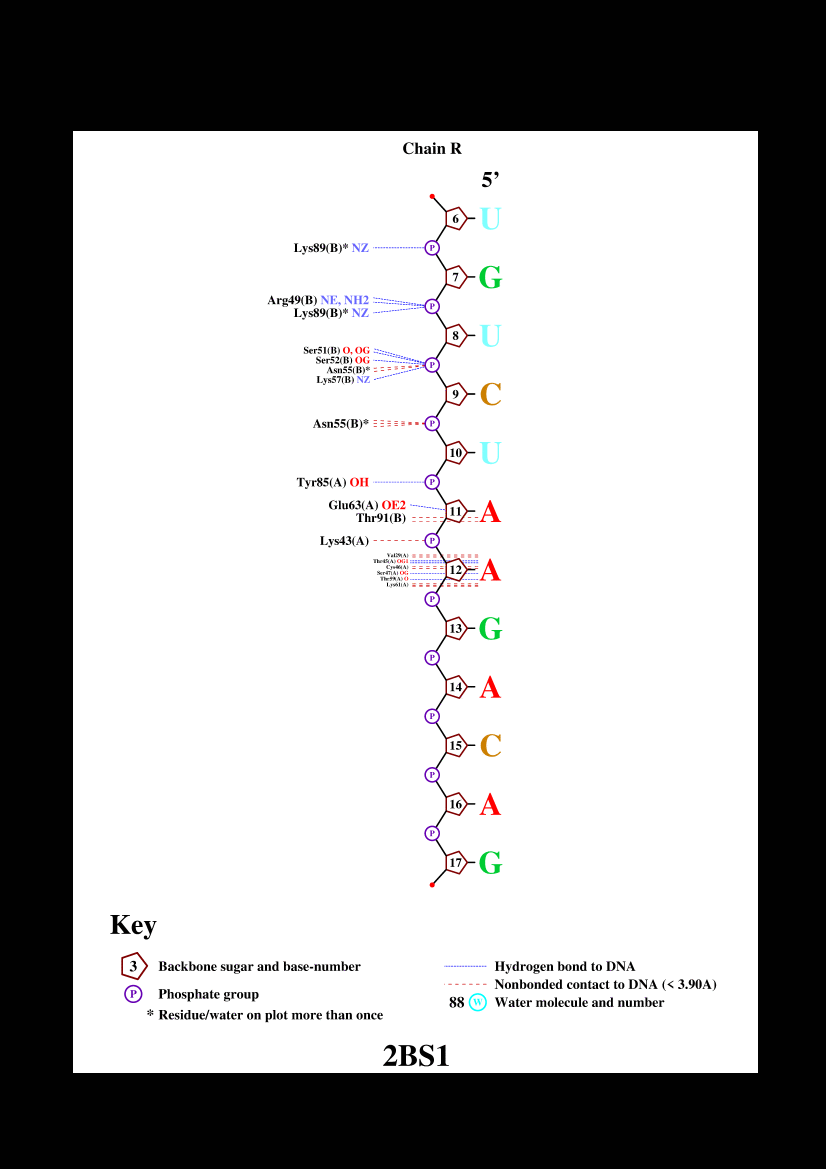 Chain R
5’
6 U
Lys89(B)* NZ P
7 G
Arg49(B) NE, NH2
Lys89(B)* NZ P
8 U
Ser51(B) O, OG
Ser52(B) OG
Asn55(B)*
Lys57(B) NZ P
9 C
Asn55(B)* P
10 U
Tyr85(A) OH P
Glu63(A) OE2
11 A
Thr91(B)
Lys43(A) P
Val29(A)
Thr45(A) OG1
Cys46(A)
12 A
Ser47(A) OG
Thr59(A) O
Lys61(A)
P
13 G
P
14 A
P
15 C
P
16 A
P
17 G
Key
3 Backbone sugar and base-number
P Phosphate group
* Residue/water on plot more than once
Hydrogen bond to DNA
Nonbonded contact to DNA (< 3.90A)
88 W Water molecule and number
2BS1